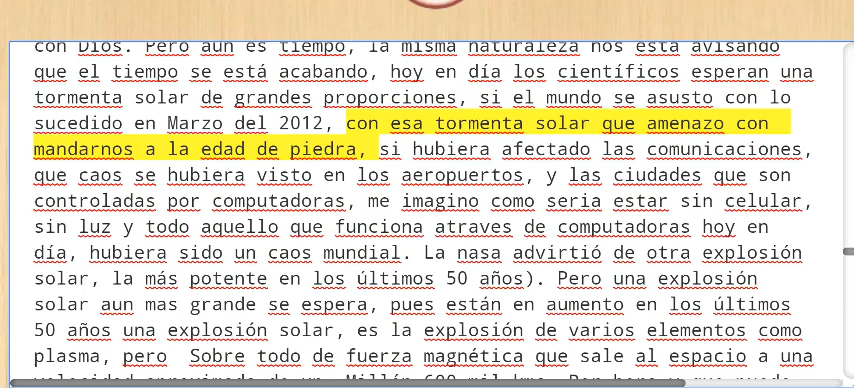 con Dios. Pero aun es tiempo, la misma naturaleza nos está avisando
que el tiempo se está acabando, hoy en día los científicos esperan una
tormenta solar de grandes proporciones, si el mundo se asusto con lo
sucedido en Marzo del 2012, con esa tormenta solar que amenazo con
mandarnos a la edad de piedra, si hubiera afectado las comunicaciones,
que caos se hubiera visto en los aeropuertos, y las ciudades que son
controladas por computadoras, me imagino como seria estar sin celular,
sin luz y todo aquello que funciona atraves de computadoras hoy en
día, hubiera sido un caos mundial. La nasa advirtió de otra explosión
solar, la más potente en los últimos 50 años). Pero una explosión
solar aun mas grande se espera, pues están en aumento en los últimos
50 años una explosión solar, es la explosión de varios elementos como
plasma, pero  Sobre todo de fuerza magnética que sale al espacio a una